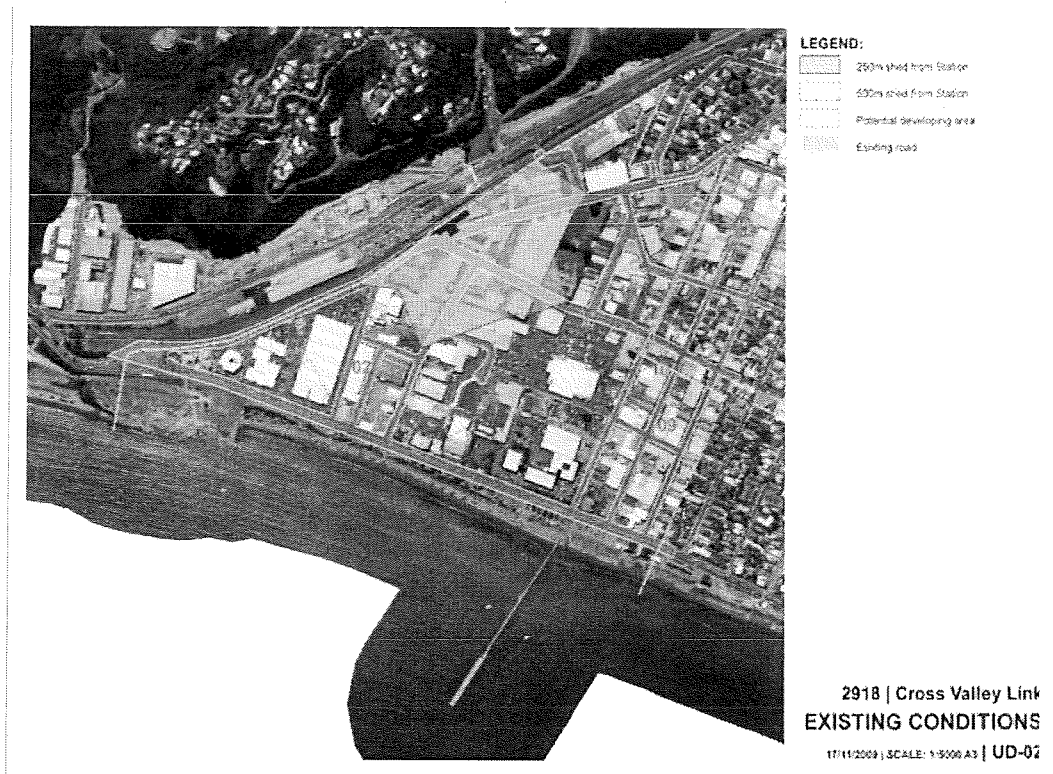 LEGEND:
250m shed from Station
500m shed from Station
Potential developing area
Existing road
2918 | Cross Valley Link
EXISTING CONDITIONS
17/11/2009 | SCALE: 1:5000 A3 | UD-02